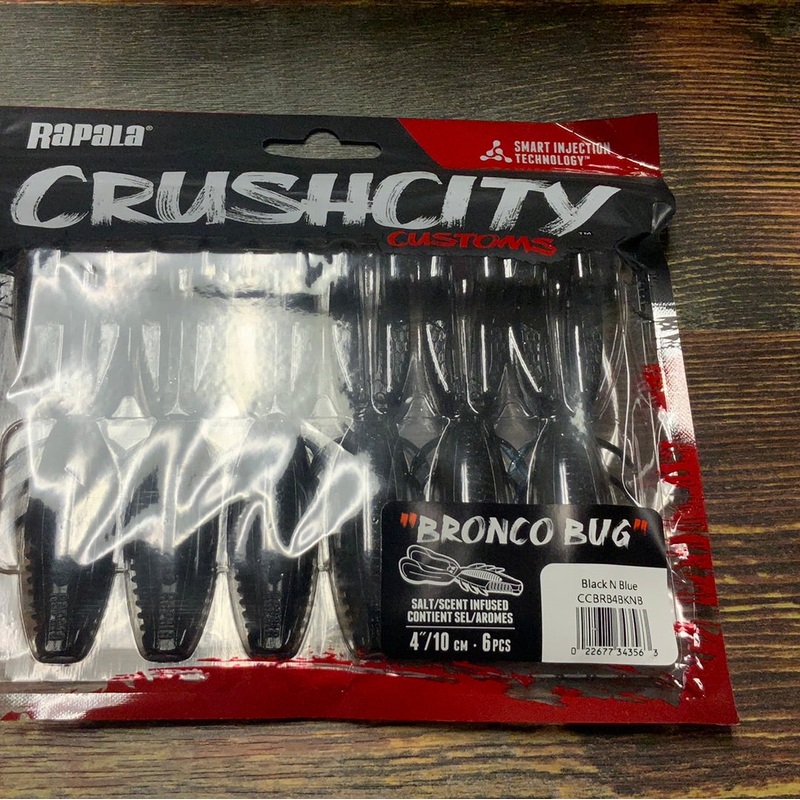 Rapala®
SMART INJECTION
TECHNOLOGY™
CRUSHCITY
CUSTOMS™
"BRONCO BUG"
SALT/SCENT INFUSED
CONTIENT SEL/AROMES
4"/10 CM · 6 PCS
Black N Blue
CCBRB4BKNB
0 22677 34356 3